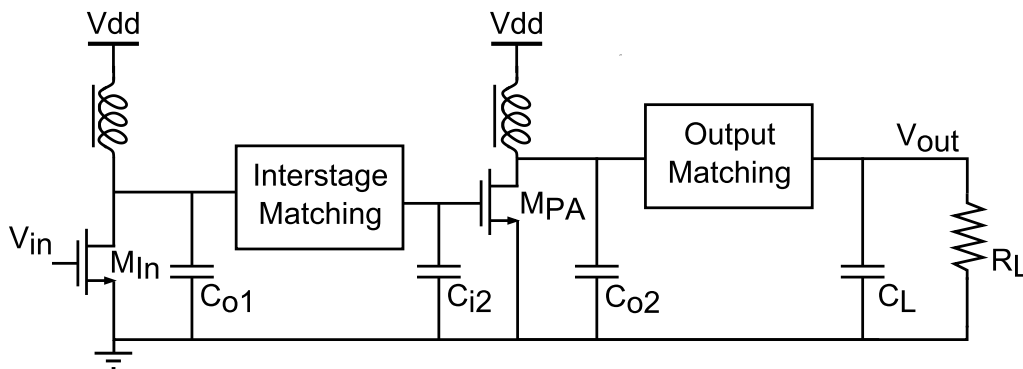 Vdd
Vdd
Output
Matching
Vout
Interstage
Matching
MPA
Vin
MIn
Co1
Ci2
Co2
CL
RL